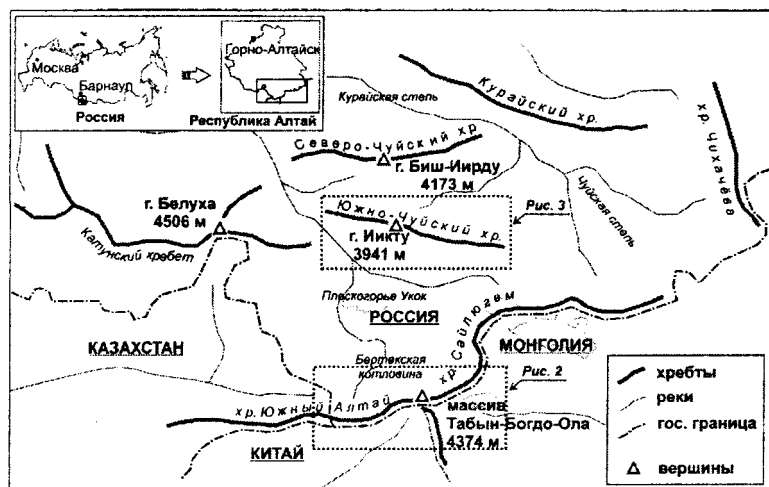 Москва
Барнаул
РОССИЯ
Горно-Алтайск
Республика Алтай
Курайская степь
Курайский хр.
хр. Чихачёва
Северо-Чуйский хр
г. Биш-Иирду
4173 м
Чуйская степь
г. Белуха
4506 м
Катунский хребет
Южно-Чуйский хр.
Рис. 3
г. Иикту
3941 м
Плоскогорье Укок
РОССИЯ
хр. Сайлюгем
КАЗАХСТАН
МОНГОЛИЯ
Бертекская
котловина
Рис. 2
хр. Южный Алтай
массив
Табын-Богдо-Ола
4374 м
КИТАЙ
хребты
реки
гос. граница
вершины